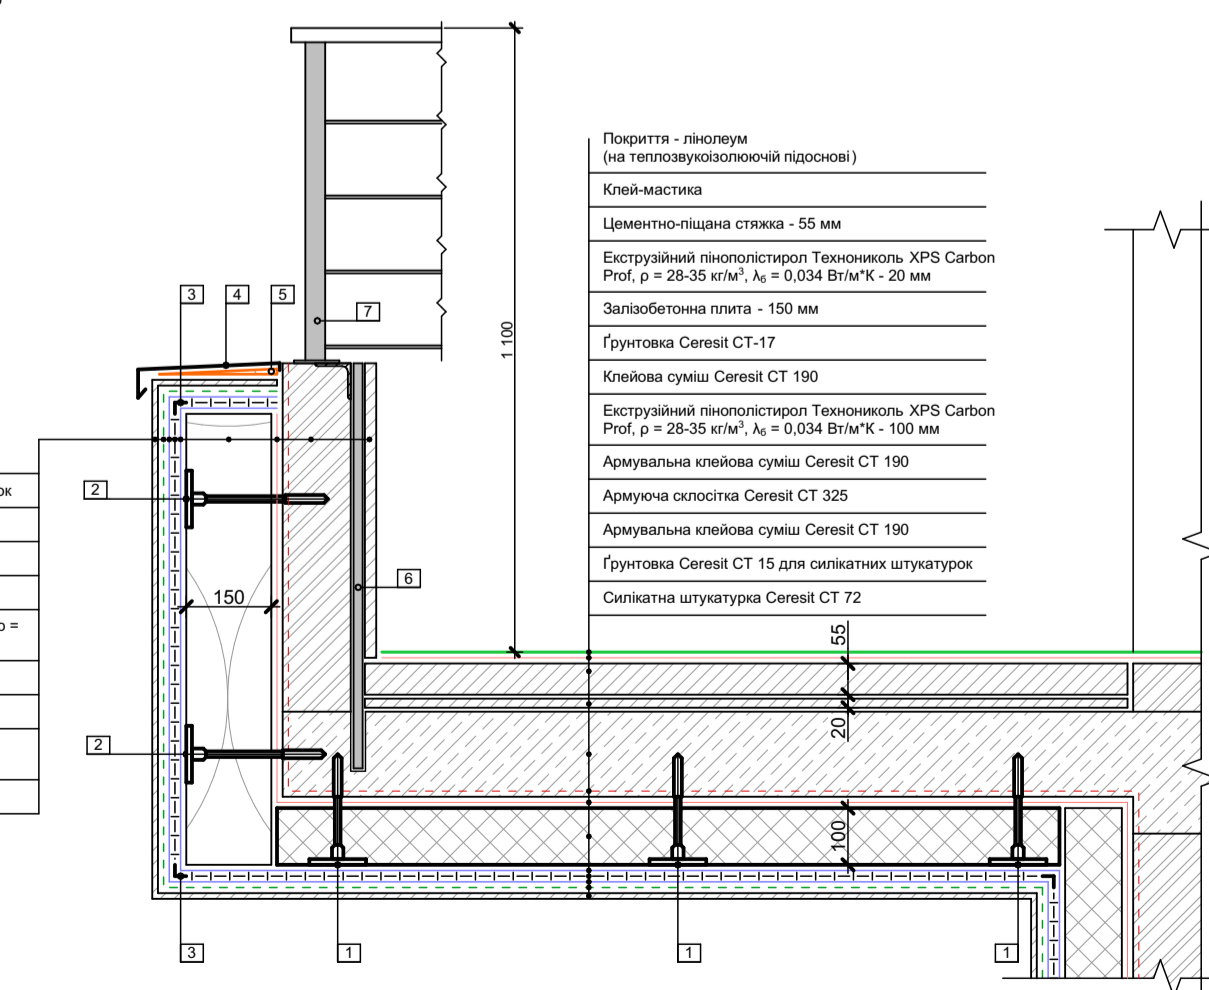 Покриття - лінолеум
(на теплозвукоізолюючій підоснові)
Клей-мастика
Цементно-піщана стяжка - 55 мм
Екструзійний пінополістирол Технониколь XPS Carbon
Prof, ρ = 28-35 кг/м³, λб = 0,034 Вт/м*К - 20 мм
Залізобетонна плита - 150 мм
Ґрунтовка Ceresit CT-17
Клейова суміш Ceresit CT 190
Екструзійний пінополістирол Технониколь XPS Carbon
Prof, ρ = 28-35 кг/м³, λб = 0,034 Вт/м*К - 100 мм
Армувальна клейова суміш Ceresit CT 190
Армуюча склосітка Ceresit CT 325
Армувальна клейова суміш Ceresit CT 190
Ґрунтовка Ceresit CT 15 для силікатних штукатурок
Силікатна штукатурка Ceresit CT 72
1 100
3
4
5
7
2
ок
6
150
ρ =
55
20
2
100
3
1
1
1